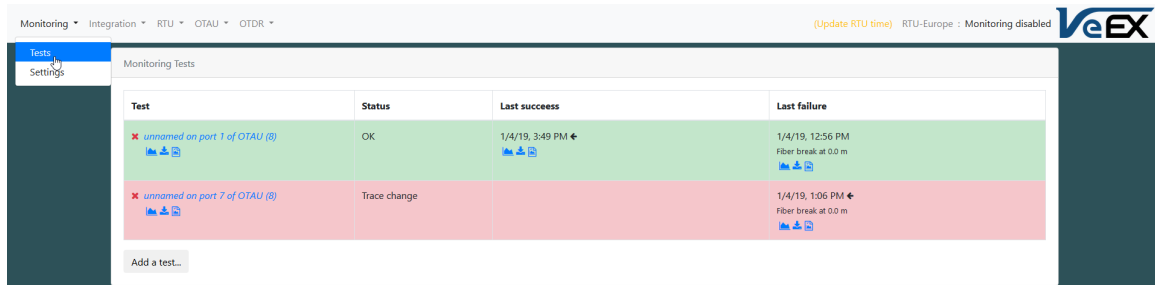 Monitoring Integration RTU OTAU OTDR (Update RTU time) RTU-Europe : Monitoring disabled VeEX
Tests
Settings
Monitoring Tests
Test Status Last succeess Last failure
unnamed on port 1 of OTAU (8) OK 1/4/19, 3:49 PM 1/4/19, 12:56 PM
Fiber break at 0.0 m
unnamed on port 7 of OTAU (8) Trace change 1/4/19, 1:06 PM
Fiber break at 0.0 m
Add a test...